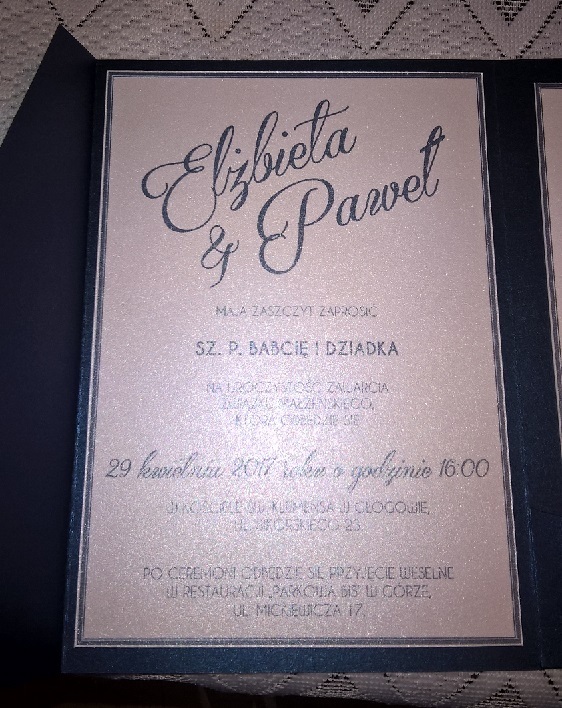 Elżbieta
& Paweł
MAJĄ ZASZCZYT ZAPROSIĆ
SZ. P. BABCIĘ I DZIADKA
NA UROCZYSTOŚĆ ZAWARCIA
ZWIĄZKU MAŁŻEŃSKIEGO,
KTÓRA ODBĘDZIE SIĘ
29 kwietnia 2017 roku o godzinie 16:00
W KOŚCIELE ŚW. KLEMENSA W GŁOGOWIE,
UL. SIKORSKIEGO 23.
PO CEREMONII ODBĘDZIE SIĘ PRZYJĘCIE WESELNE
W RESTAURACJI „PARKOWA BIS" W GÓRZE,
UL. MICKIEWICZA 17.